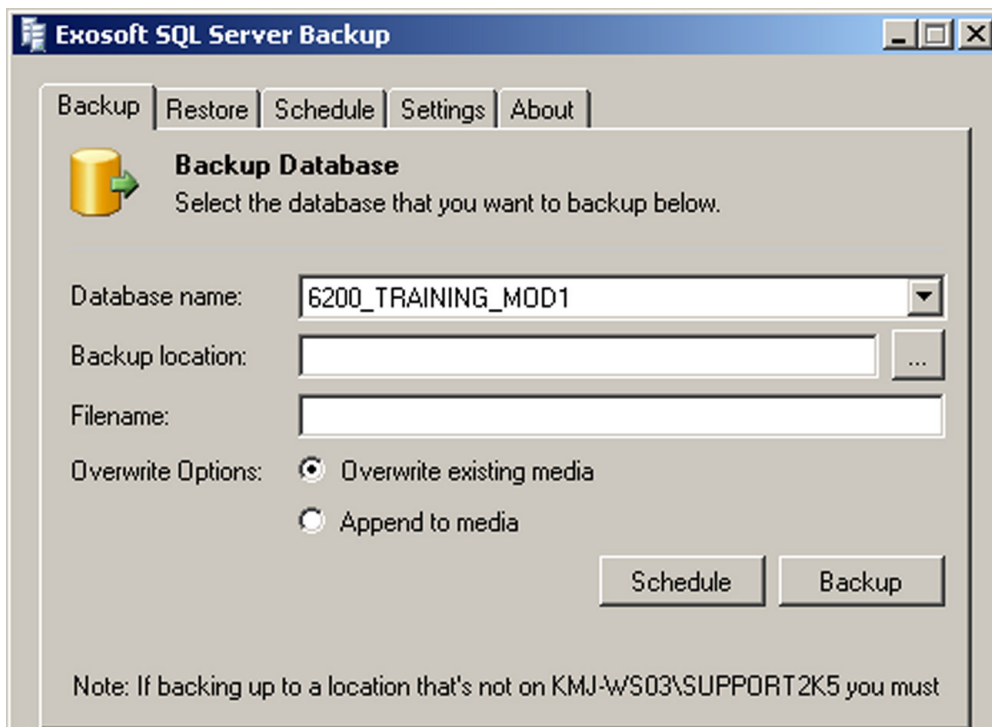 Exosoft SQL Server Backup
Backup Restore Schedule Settings About
Backup Database
Select the database that you want to backup below.
Database name: 6200_TRAINING_MOD1
Backup location: ...
Filename:
Overwrite Options: Overwrite existing media
Append to media
Schedule Backup
Note: If backing up to a location that's not on KMJ-WS03\SUPPORT2K5 you must